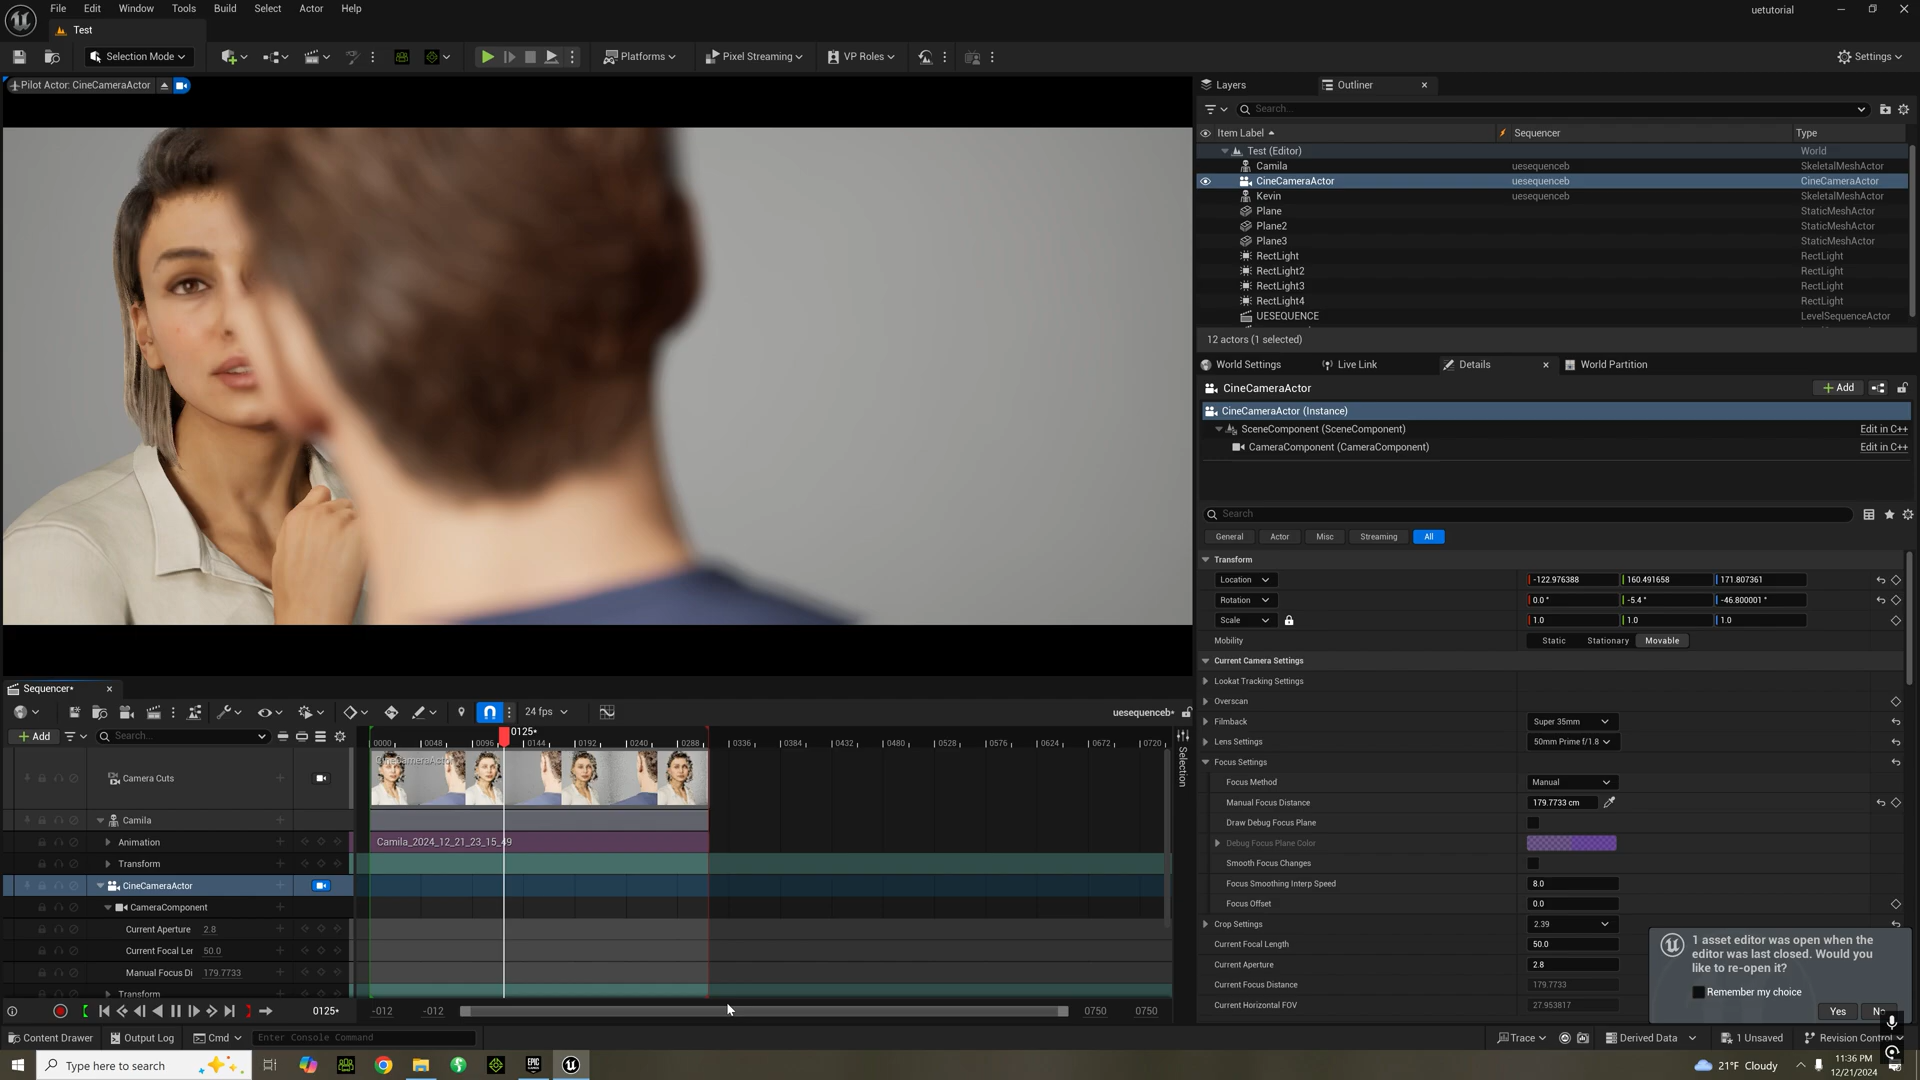 File Edit Window Tools Build Select Actor Help
uetutorial
Test
Selection Mode
Platforms
Pixel Streaming
VP Roles
Settings
Pilot Actor: CineCameraActor
Layers
Outliner
Search...
Item Label
Sequencer
Type
Test (Editor) World
Camila uesequenceb SkeletalMeshActor
CineCameraActor uesequenceb CineCameraActor
Kevin uesequenceb SkeletalMeshActor
Plane StaticMeshActor
Plane2 StaticMeshActor
Plane3 StaticMeshActor
RectLight RectLight
RectLight2 RectLight
RectLight3 RectLight
RectLight4 RectLight
UESEQUENCE LevelSequenceActor
12 actors (1 selected)
World Settings
Live Link
Details
World Partition
CineCameraActor
Add
CineCameraActor (Instance)
SceneComponent (SceneComponent) Edit in C++
CameraComponent (CameraComponent) Edit in C++
Search
General Actor Misc Streaming All
Transform
Location -122.976388 160.491658 171.807361
Rotation 0.0 ° -5.4 ° -46.800001 °
Scale 1.0 1.0 1.0
Mobility Static Stationary Movable
Current Camera Settings
Lookat Tracking Settings
Overscan
Filmback Super 35mm
Lens Settings 50mm Prime f/1.8
Focus Settings
Focus Method Manual
Manual Focus Distance 179.7733 cm
Draw Debug Focus Plane
Debug Focus Plane Color
Smooth Focus Changes
Focus Smoothing Interp Speed 8.0
Focus Offset 0.0
Crop Settings 2.39
Current Focal Length 50.0
Current Aperture 2.8
Current Focus Distance 179.7733
Current Horizontal FOV 27.953817
1 asset editor was open when the
editor was last closed. Would you
like to re-open it?
Remember my choice
Yes
Sequencer*
24 fps
uesequenceb*
Add
Search...
0125*
0000 0048 0096 0144 0192 0240 0288 0336 0384 0432 0480 0528 0576 0624 0672 0720
Selection
Camera Cuts
CineCameraActor
Camila
Animation
Camila_2024_12_21_23_15_49
Transform
CineCameraActor
CameraComponent
Current Aperture 2.8
Current Focal Ler 50.0
Manual Focus Di 179.7733
Transform
0125* -012 -012 0750 0750
Content Drawer
Output Log
Cmd
Enter Console Command
Trace
Derived Data
1 Unsaved
Revision Control
Type here to search
21°F Cloudy
11:36 PM
12/21/2024